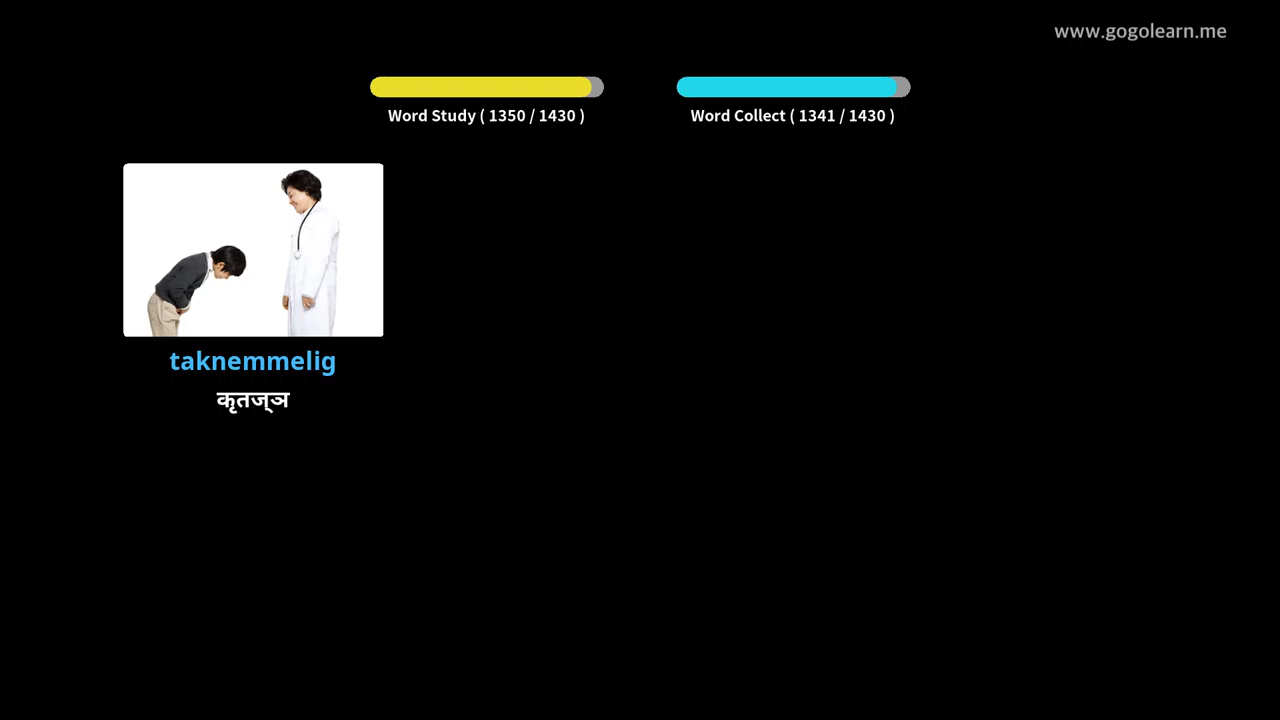 www.gogolearn.me
Word Study ( 1350 / 1430 )
Word Collect ( 1341 / 1430 )
taknemmelig
कृतज्ञ